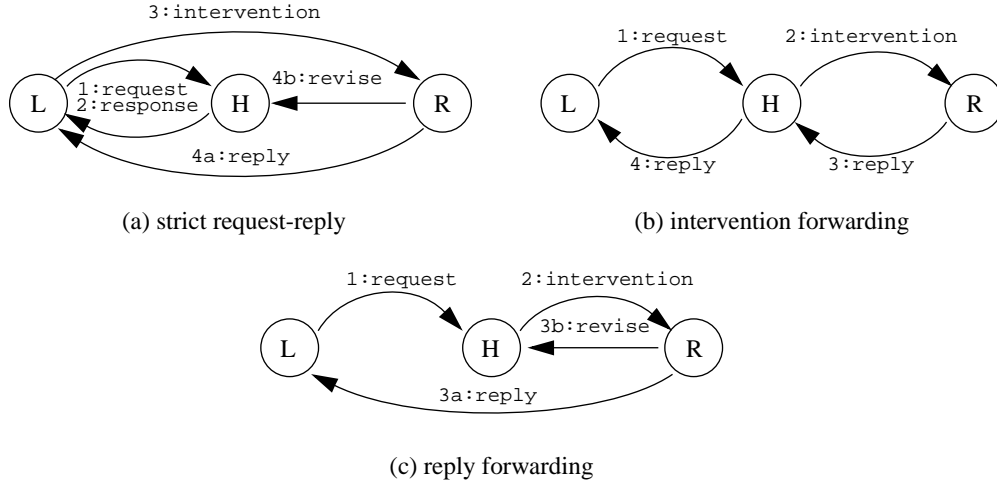 3:intervention
L
1:request
2:response
H
4b:revise
R
4a:reply
(a) strict request-reply
1:request
2:intervention
L
H
R
4:reply
3:reply
(b) intervention forwarding
1:request
2:intervention
L
H
3b:revise
R
3a:reply
(c) reply forwarding